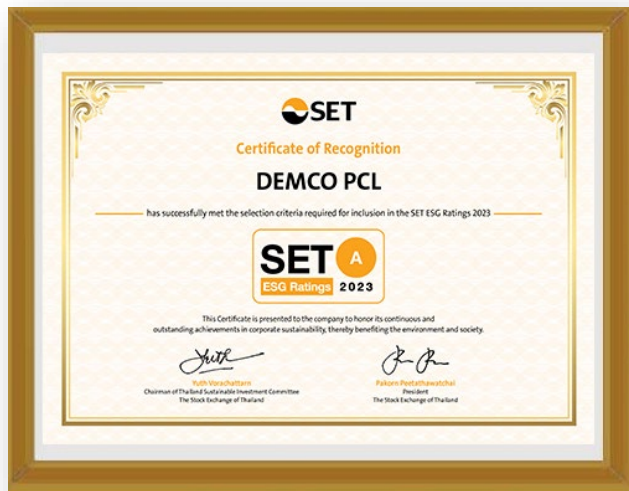 SET
Certificate of Recognition
DEMCO PCL
has successfully met the selection criteria required for inclusion in the SET ESG Ratings 2023
SET A
ESG Ratings 2023
This Certificate is presented to the company to honor its continuous and
outstanding achievements in corporate sustainability, thereby benefiting the environment and society.
Yuth Vorachattarn
Chairman of Thailand Sustainable Investment Committee
The Stock Exchange of Thailand
Pakorn Peetathawatchai
President
The Stock Exchange of Thailand